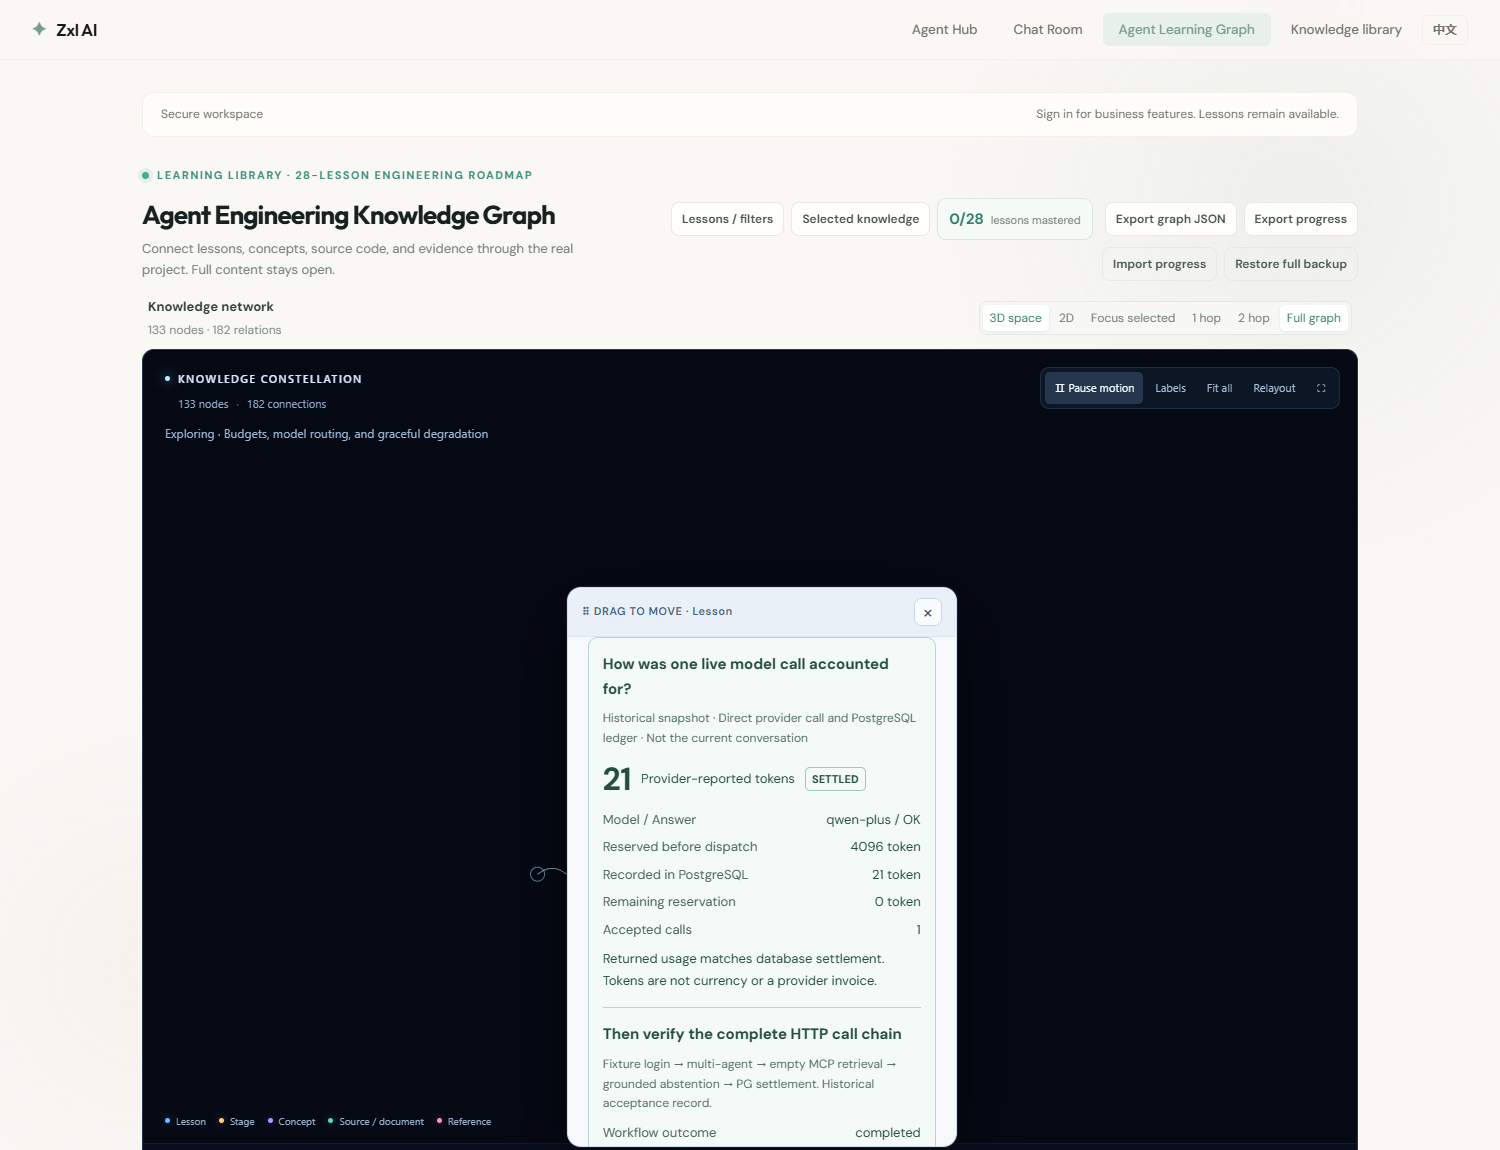 Zxl AI
Agent Hub
Chat Room
Agent Learning Graph
Knowledge library
中文
Secure workspace
Sign in for business features. Lessons remain available.
LEARNING LIBRARY · 28-LESSON ENGINEERING ROADMAP
Agent Engineering Knowledge Graph
Connect lessons, concepts, source code, and evidence through the real
project. Full content stays open.
Lessons / filters
Selected knowledge
0/28 lessons mastered
Export graph JSON
Export progress
Import progress
Restore full backup
Knowledge network
133 nodes · 182 relations
3D space
2D
Focus selected
1 hop
2 hop
Full graph
KNOWLEDGE CONSTELLATION
133 nodes · 182 connections
Exploring · Budgets, model routing, and graceful degradation
Pause motion
Labels
Fit all
Relayout
DRAG TO MOVE · Lesson
×
How was one live model call accounted
for?
Historical snapshot · Direct provider call and PostgreSQL
ledger · Not the current conversation
21 Provider-reported tokens SETTLED
Model / Answer qwen-plus / OK
Reserved before dispatch 4096 token
Recorded in PostgreSQL 21 token
Remaining reservation 0 token
Accepted calls 1
Returned usage matches database settlement.
Tokens are not currency or a provider invoice.
Then verify the complete HTTP call chain
Fixture login → multi-agent → empty MCP retrieval →
grounded abstention → PG settlement. Historical
acceptance record.
Workflow outcome completed
Lesson
Stage
Concept
Source / document
Reference